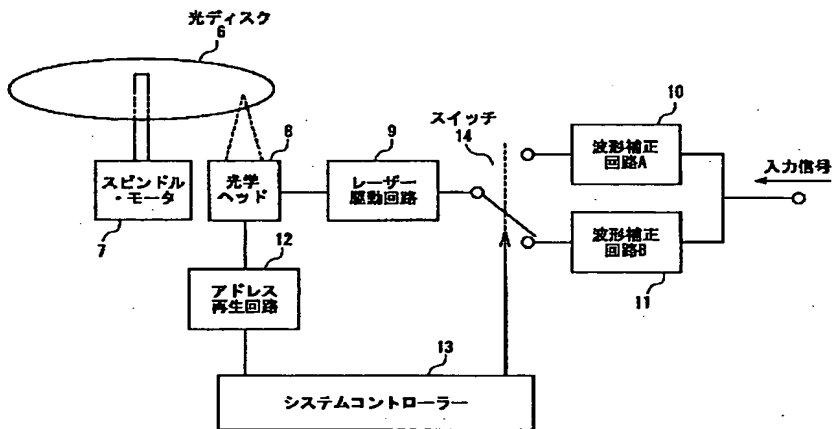 光ディスク
6
スピンドル
・モータ
7
光学
ヘッド
8
レーザー
駆動回路
9
スイッチ
14
波形補正
回路A
10
入力信号
波形補正
回路B
11
アドレス
再生回路
12
システムコントローラー
13